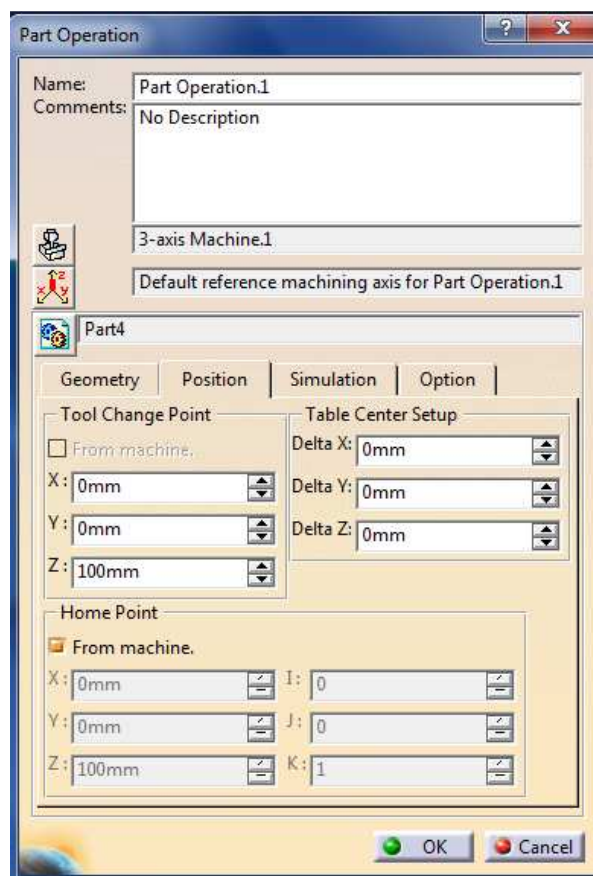 Part Operation
Name: Part Operation.1
Comments: No Description
3-axis Machine.1
Default reference machining axis for Part Operation.1
Part4
Geometry Position Simulation Option
Tool Change Point
From machine.
X: 0mm
Y: 0mm
Z: 100mm
Table Center Setup
Delta X: 0mm
Delta Y: 0mm
Delta Z: 0mm
Home Point
From machine.
X: 0mm I: 0
Y: 0mm J: 0
Z: 100mm K: 1
OK Cancel